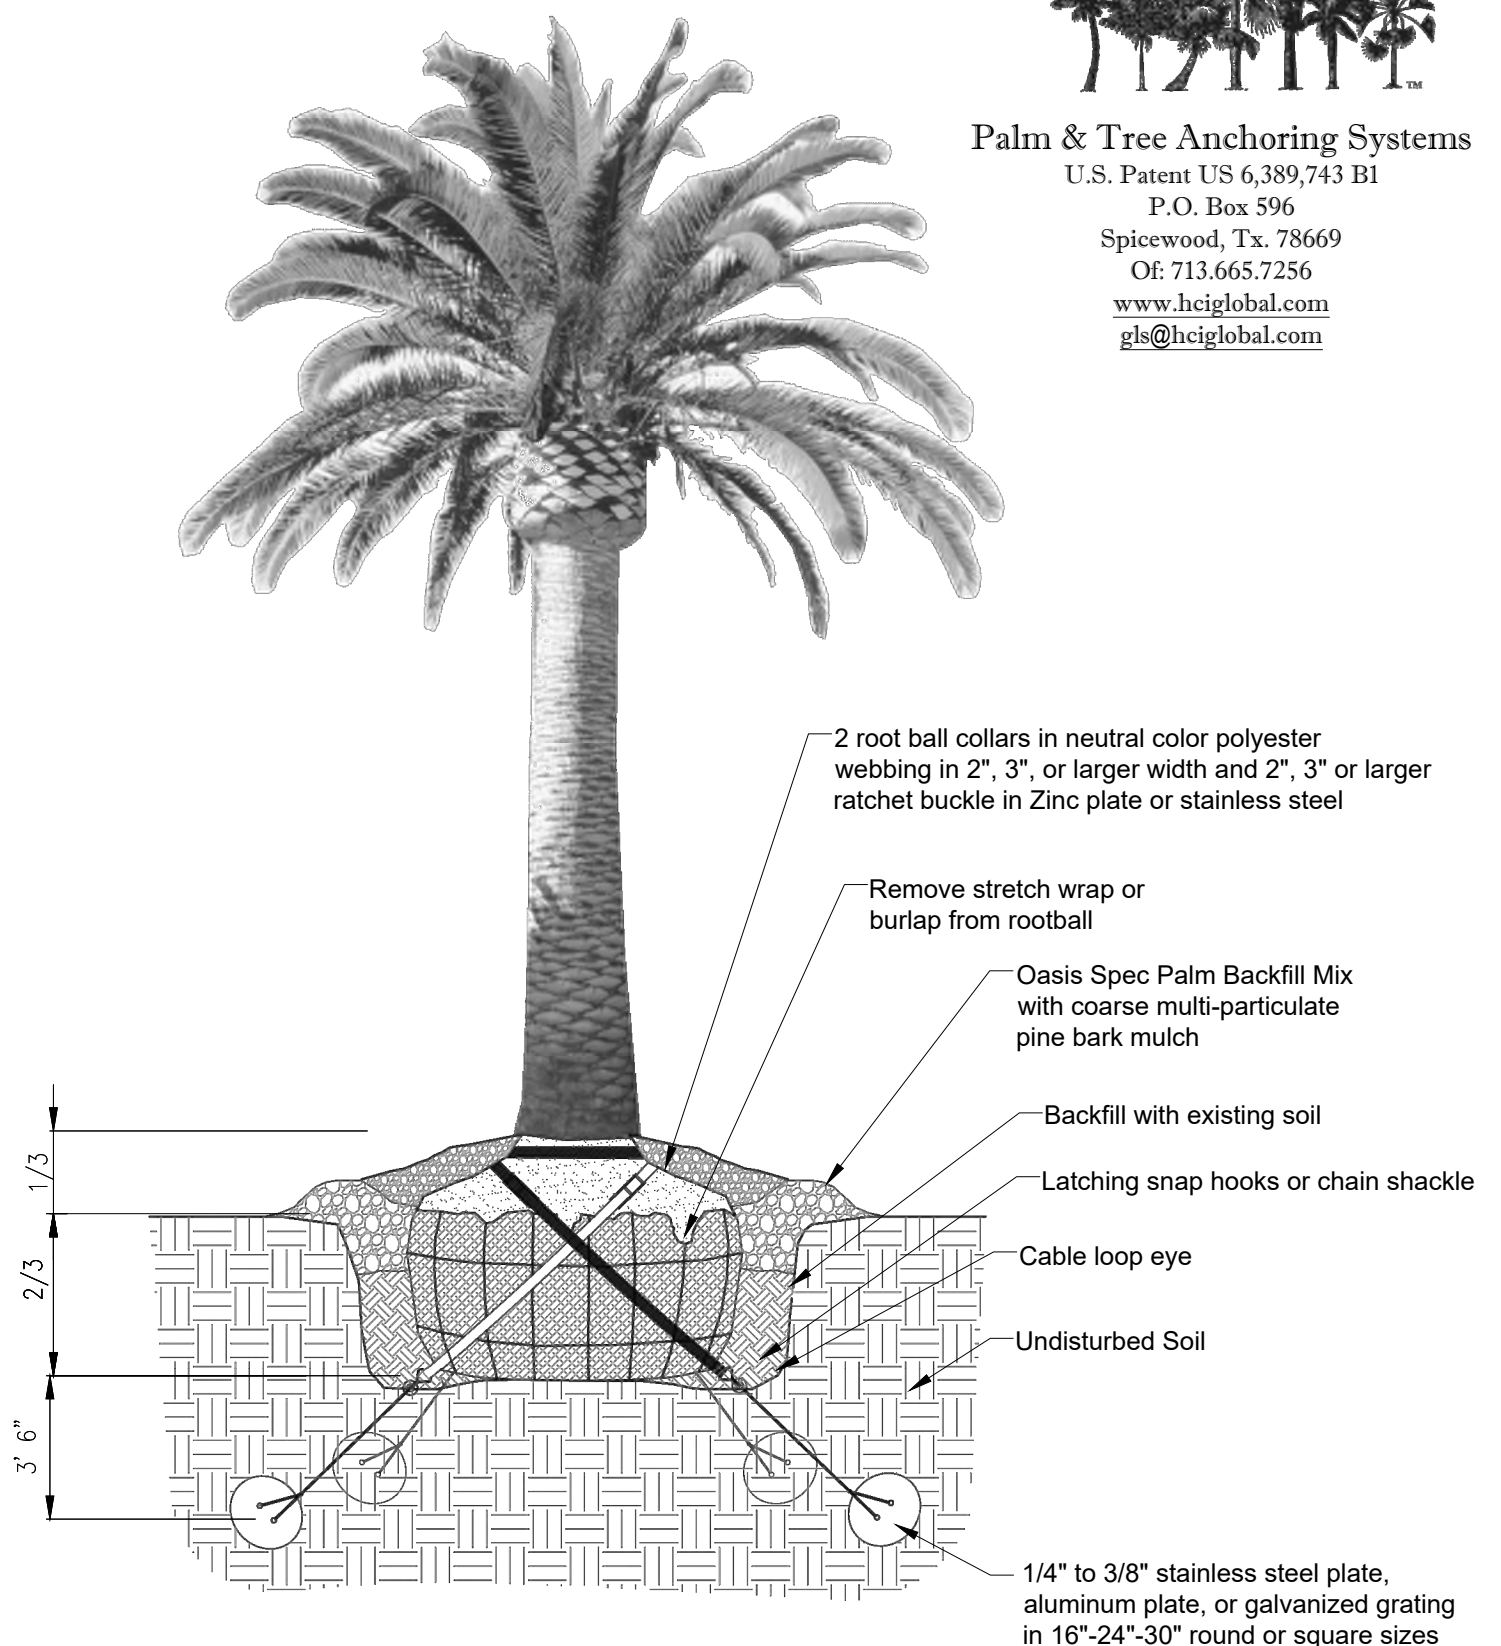 TM
Palm & Tree Anchoring Systems
U.S. Patent US 6,389,743 B1
P.O. Box 596
Spicewood, Tx. 78669
Of: 713.665.7256
www.hciglobal.com
gls@hciglobal.com
2 root ball collars in neutral color polyester
webbing in 2", 3", or larger width and 2", 3" or larger
ratchet buckle in Zinc plate or stainless steel
Remove stretch wrap or
burlap from rootball
Oasis Spec Palm Backfill Mix
with coarse multi-particulate
pine bark mulch
Backfill with existing soil
Latching snap hooks or chain shackle
Cable loop eye
Undisturbed Soil
1/4" to 3/8" stainless steel plate,
aluminum plate, or galvanized grating
in 16"-24"-30" round or square sizes
1/3
2/3
3' 6"